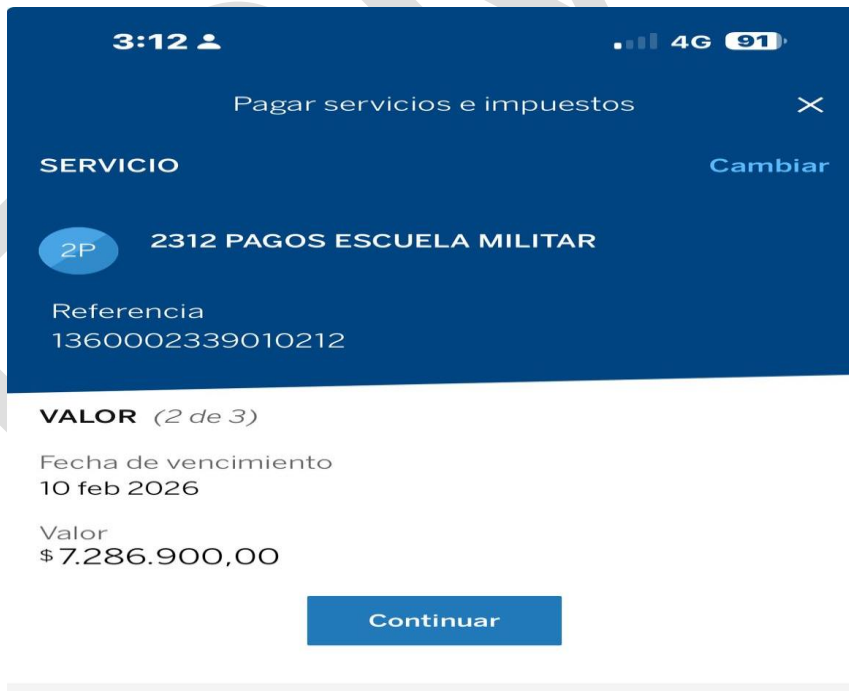 3:12
4G 91
Pagar servicios e impuestos
SERVICIO
Cambiar
2P
2312 PAGOS ESCUELA MILITAR
Referencia
1360002339010212
VALOR (2 de 3)
Fecha de vencimiento
10 feb 2026
Valor
$ 7.286.900,00
Continuar